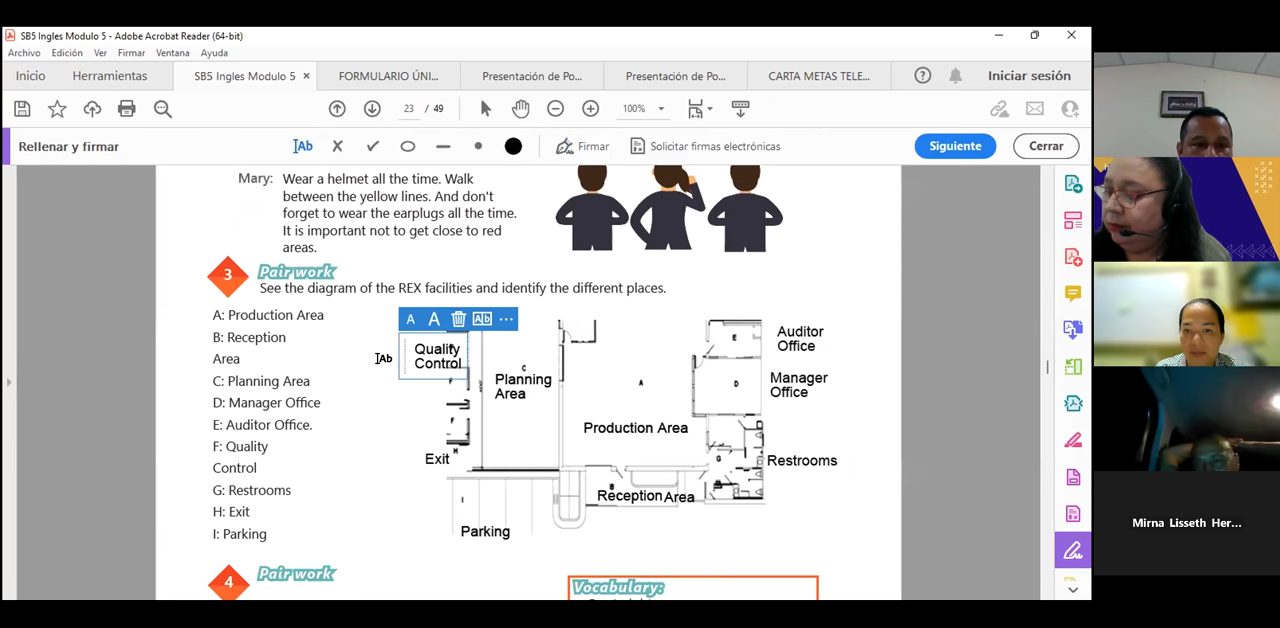 SB5 Ingles Modulo 5 - Adobe Acrobat Reader (64-bit)
Archivo Edición Ver Firmar Ventana Ayuda
Inicio Herramientas SB5 Ingles Modulo 5 × FORMULARIO ÚNI... Presentación de Po... Presentación de Po... CARTA METAS TELE... Iniciar sesión
23 / 49 100%
Rellenar y firmar Ab Firmar Solicitar firmas electrónicas Siguiente Cerrar
Mary: Wear a helmet all the time. Walk
between the yellow lines. And don't
forget to wear the earplugs all the time.
It is important not to get close to red
areas.
3 Pair work
See the diagram of the REX facilities and identify the different places.
A: Production Area
B: Reception
Area
C: Planning Area
D: Manager Office
E: Auditor Office.
F: Quality
Control
G: Restrooms
H: Exit
I: Parking
A A Ab ...
Ab
Quality
Control
F
F
H
Exit
I
Parking
C
Planning
Area
A
Production Area
B
Reception Area
E
Auditor
Office
D
Manager
Office
G
Restrooms
4 Pair work
Vocabulary:
Mirna Lisseth Her...